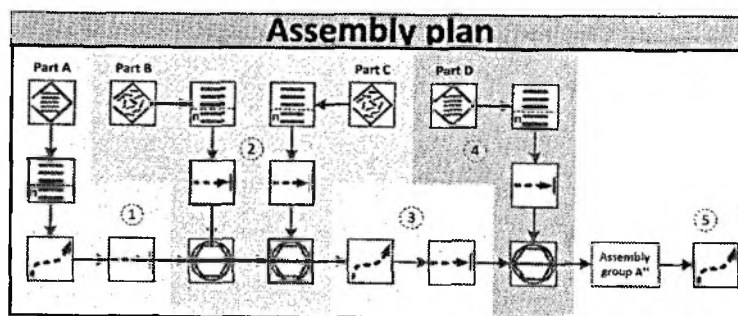 Assembly plan
Part A
Part B
Part C
Part D
n
n
n
n
2
4
1
3
5
Assembly
group A"